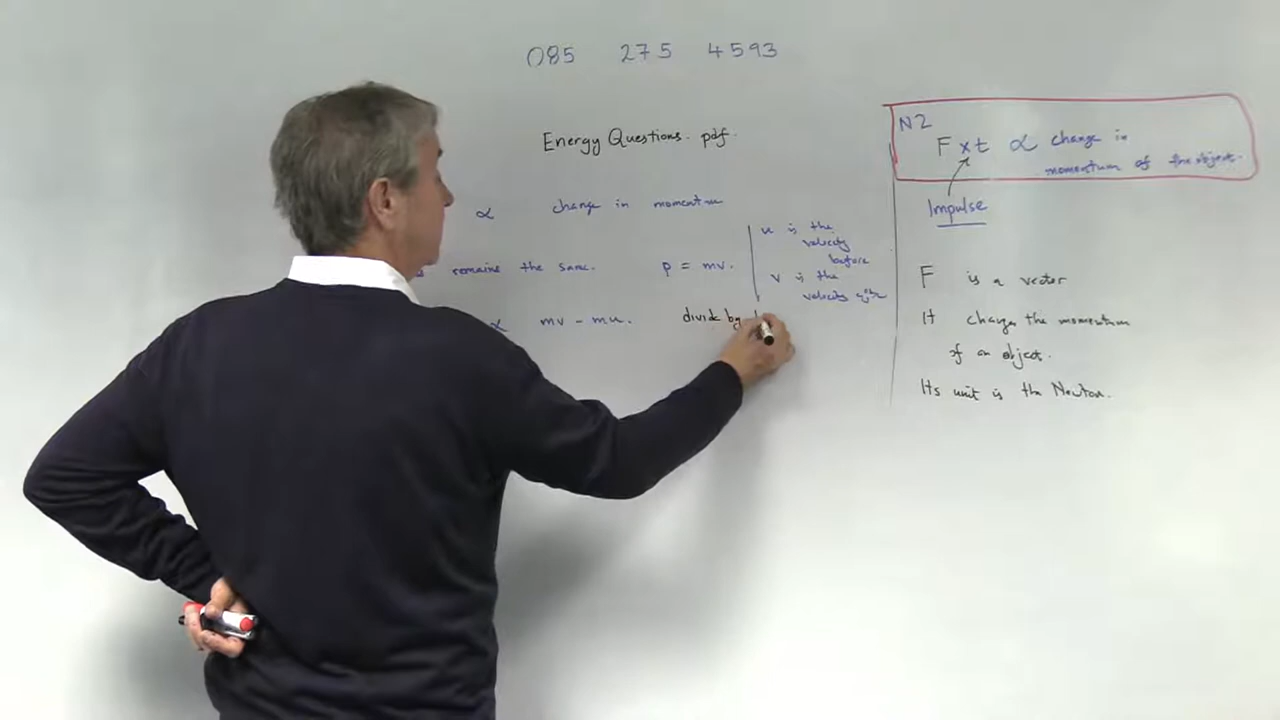 085 275 4593
Energy Questions. pdf.
∝ change in momentum
remains the same. p = mv.
u is the
velocity
before
v is the
velocity after
∝ mv - mu. divide by
N2
F x t ∝ change in
momentum of the object.
Impulse
F is a vector
It changes the momentum
of an object.
Its unit is the Newton.